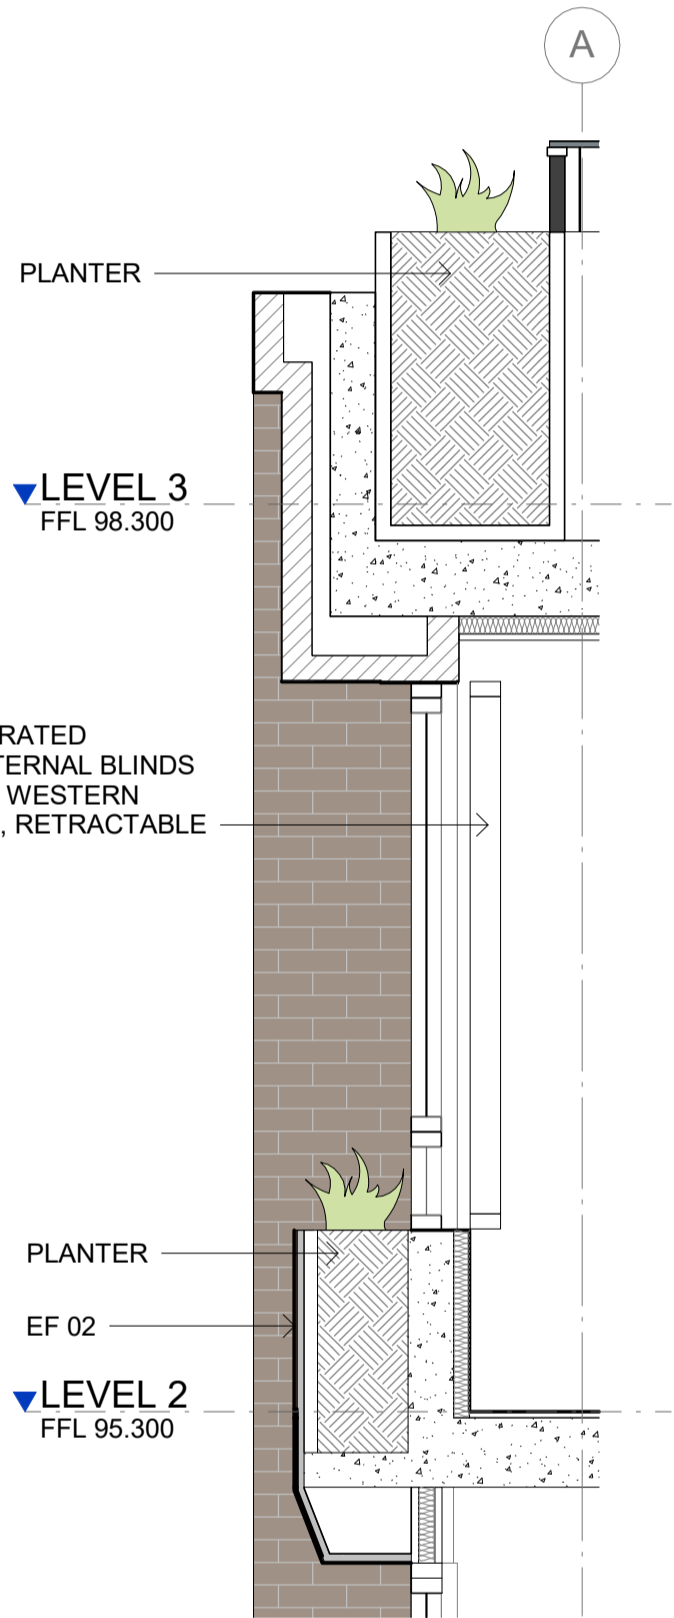 A
PLANTER
LEVEL 3
FFL 98.300
RATED
TERNAL BLINDS
WESTERN
, RETRACTABLE
PLANTER
EF 02
LEVEL 2
FFL 95.300